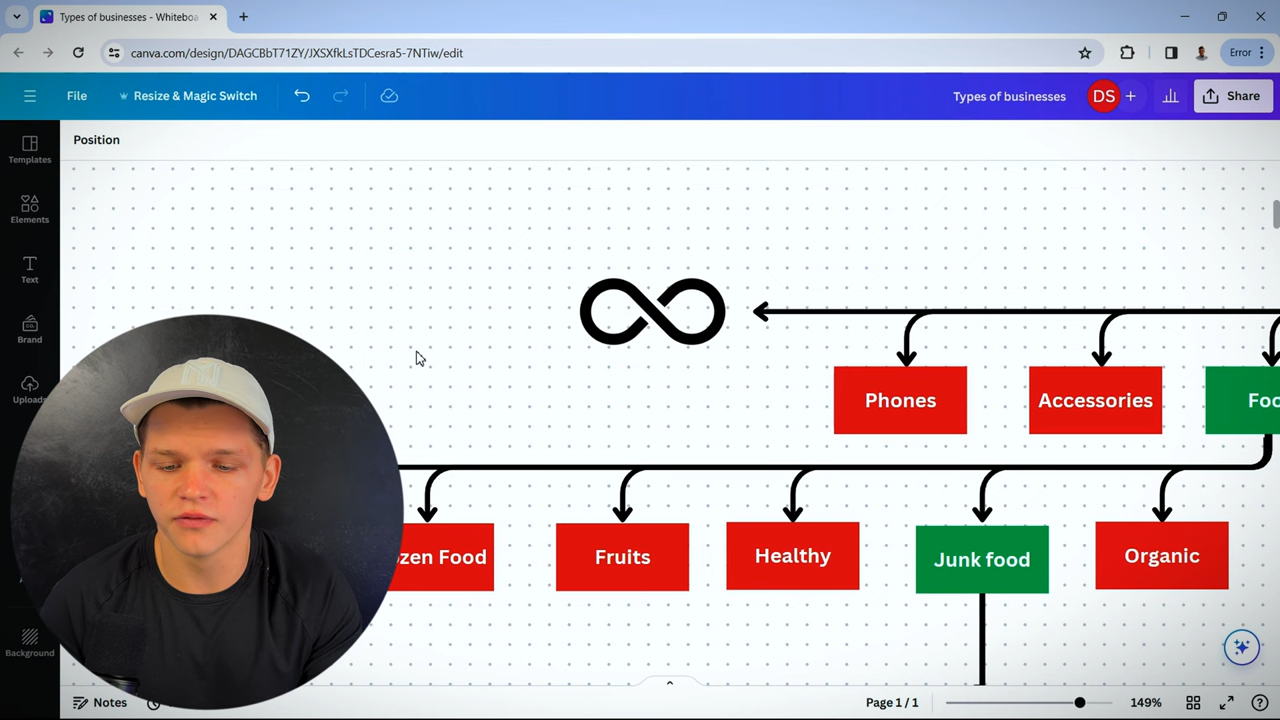 Types of businesses - Whiteboa
canva.com/design/DAGCBbT71ZY/JXSXfkLsTDCesra5-7NTiw/edit
Error
File
Resize & Magic Switch
Types of businesses
DS
Share
Position
Templates
Elements
Text
Brand
Uploads
Background
Phones
Accessories
Foo
zen Food
Fruits
Healthy
Junk food
Organic
Notes
Page 1 / 1
149%